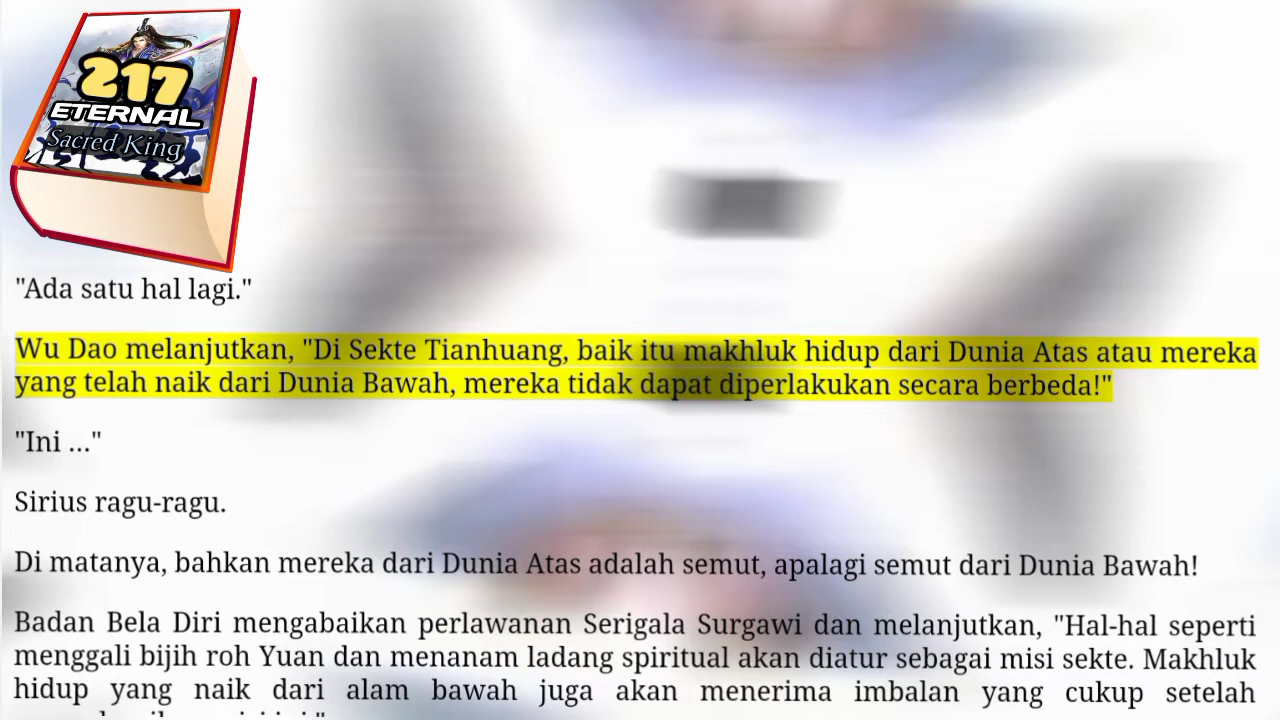 217
ETERNAL
Sacred King
"Ada satu hal lagi."
Wu Dao melanjutkan, "Di Sekte Tianhuang, baik itu makhluk hidup dari Dunia Atas atau mereka
yang telah naik dari Dunia Bawah, mereka tidak dapat diperlakukan secara berbeda!"
"Ini ..."
Sirius ragu-ragu.
Di matanya, bahkan mereka dari Dunia Atas adalah semut, apalagi semut dari Dunia Bawah!
Badan Bela Diri mengabaikan perlawanan Serigala Surgawi dan melanjutkan, "Hal-hal seperti
menggali bijih roh Yuan dan menanam ladang spiritual akan diatur sebagai misi sekte. Makhluk
hidup yang naik dari alam bawah juga akan menerima imbalan yang cukup setelah